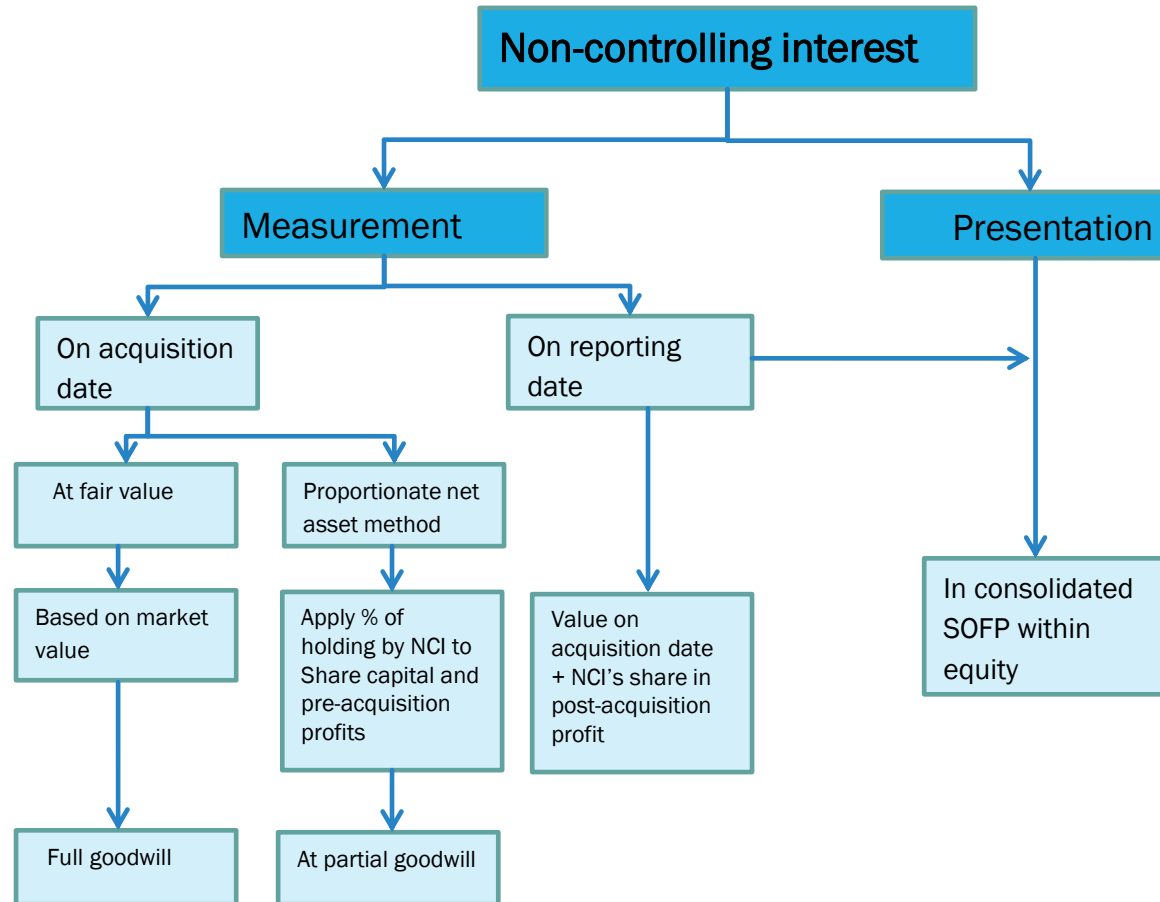 Non-controlling interest
Measurement
Presentation
On acquisition
date
On reporting
date
At fair value
Proportionate net
asset method
Based on market
value
Apply % of
holding by NCI to
Share capital and
pre-acquisition
profits
Value on
acquisition date
+ NCI’s share in
post-acquisition
profit
In consolidated
SOFP within
equity
Full goodwill
At partial goodwill